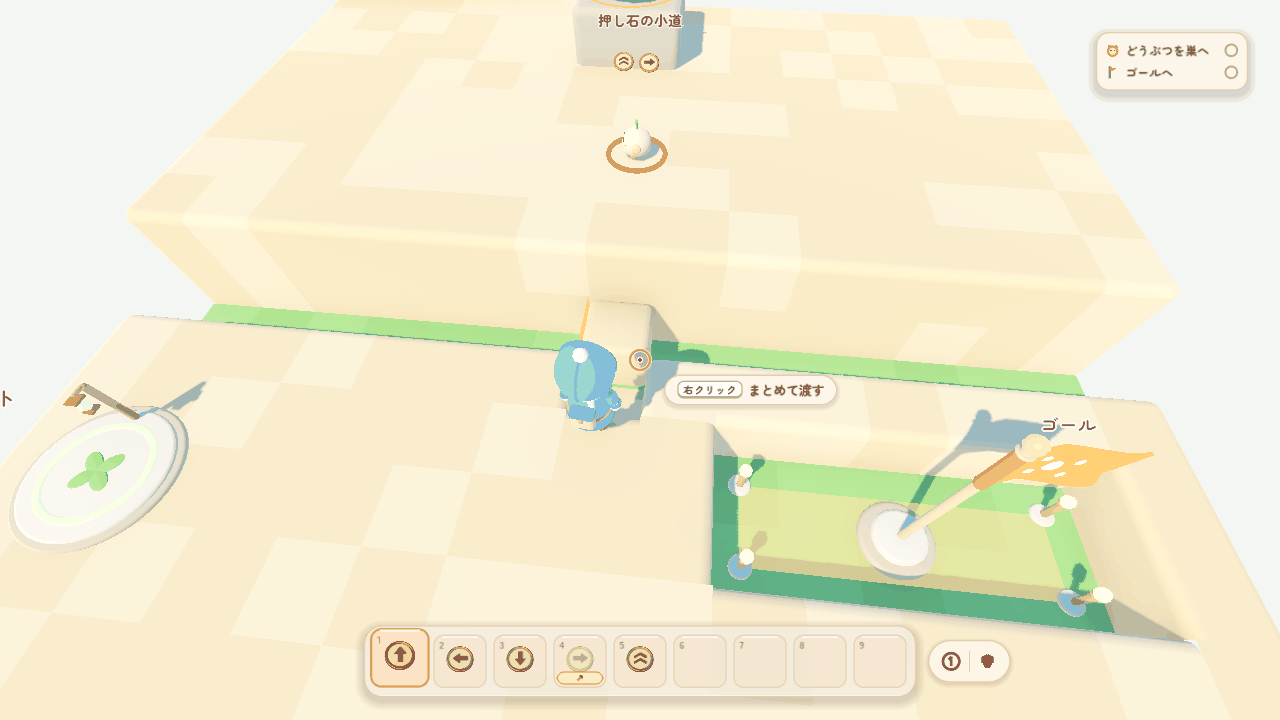 押し石の小道
どうぶつを巣へ
ゴールへ
ト
右クリック まとめて渡す
ゴール
1 2 3 4 5 6 7 8 9
1